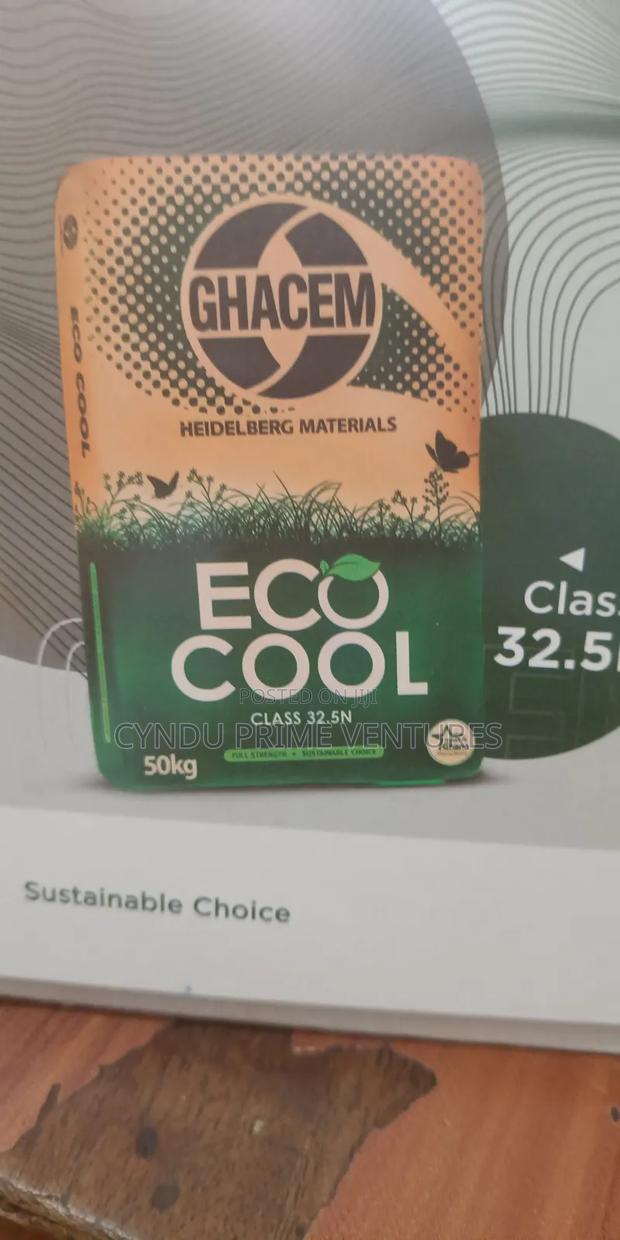 GHACEM
HEIDELBERG MATERIALS
ECO COOL
ECO
COOL
CLASS 32.5N
50kg
FULL STRENGTH • SUSTAINABLE CHOICE
POSTED ON JIJI
CYNDU PRIME VENTURES
Clas
32.5
Sustainable Choice